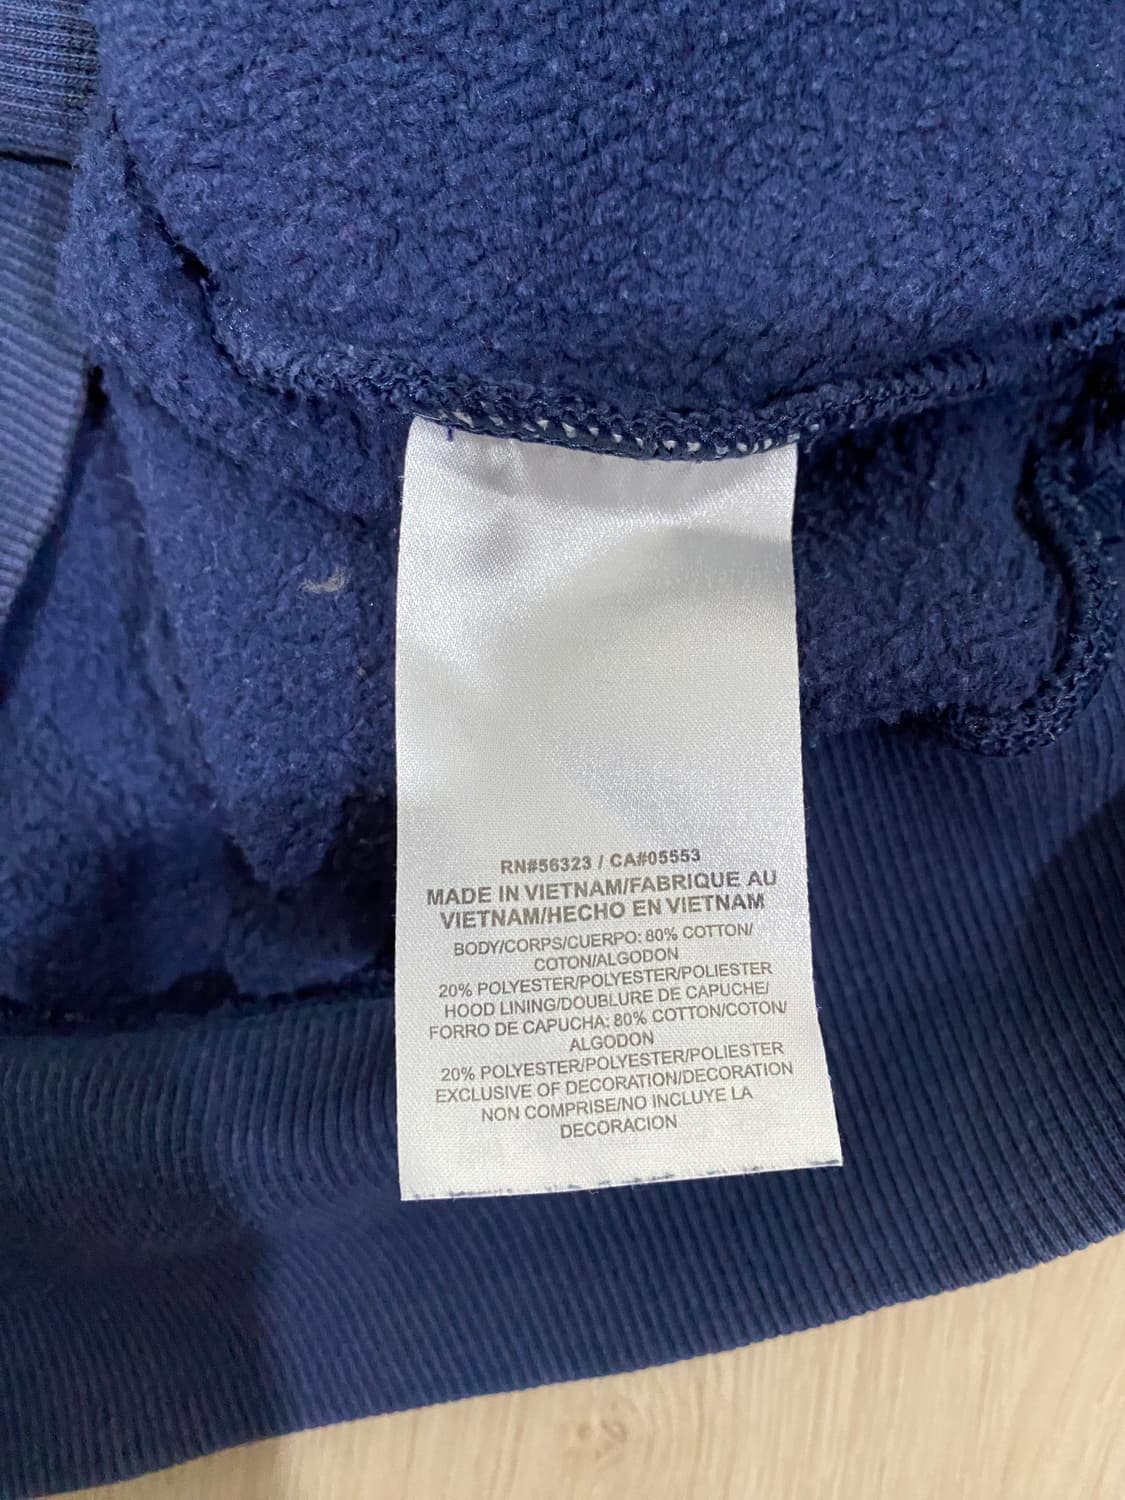 RN#56323 / CA#05553
MADE IN VIETNAM/FABRIQUE AU
VIETNAM/HECHO EN VIETNAM
BODY/CORPS/CUERPO: 80% COTTON/
COTON/ALGODON
20% POLYESTER/POLYESTER/POLIESTER
HOOD LINING/DOUBLURE DE CAPUCHE/
FORRO DE CAPUCHA: 80% COTTON/COTON/
ALGODON
20% POLYESTER/POLYESTER/POLIESTER
EXCLUSIVE OF DECORATION/DECORATION
NON COMPRISE/NO INCLUYE LA
DECORACION